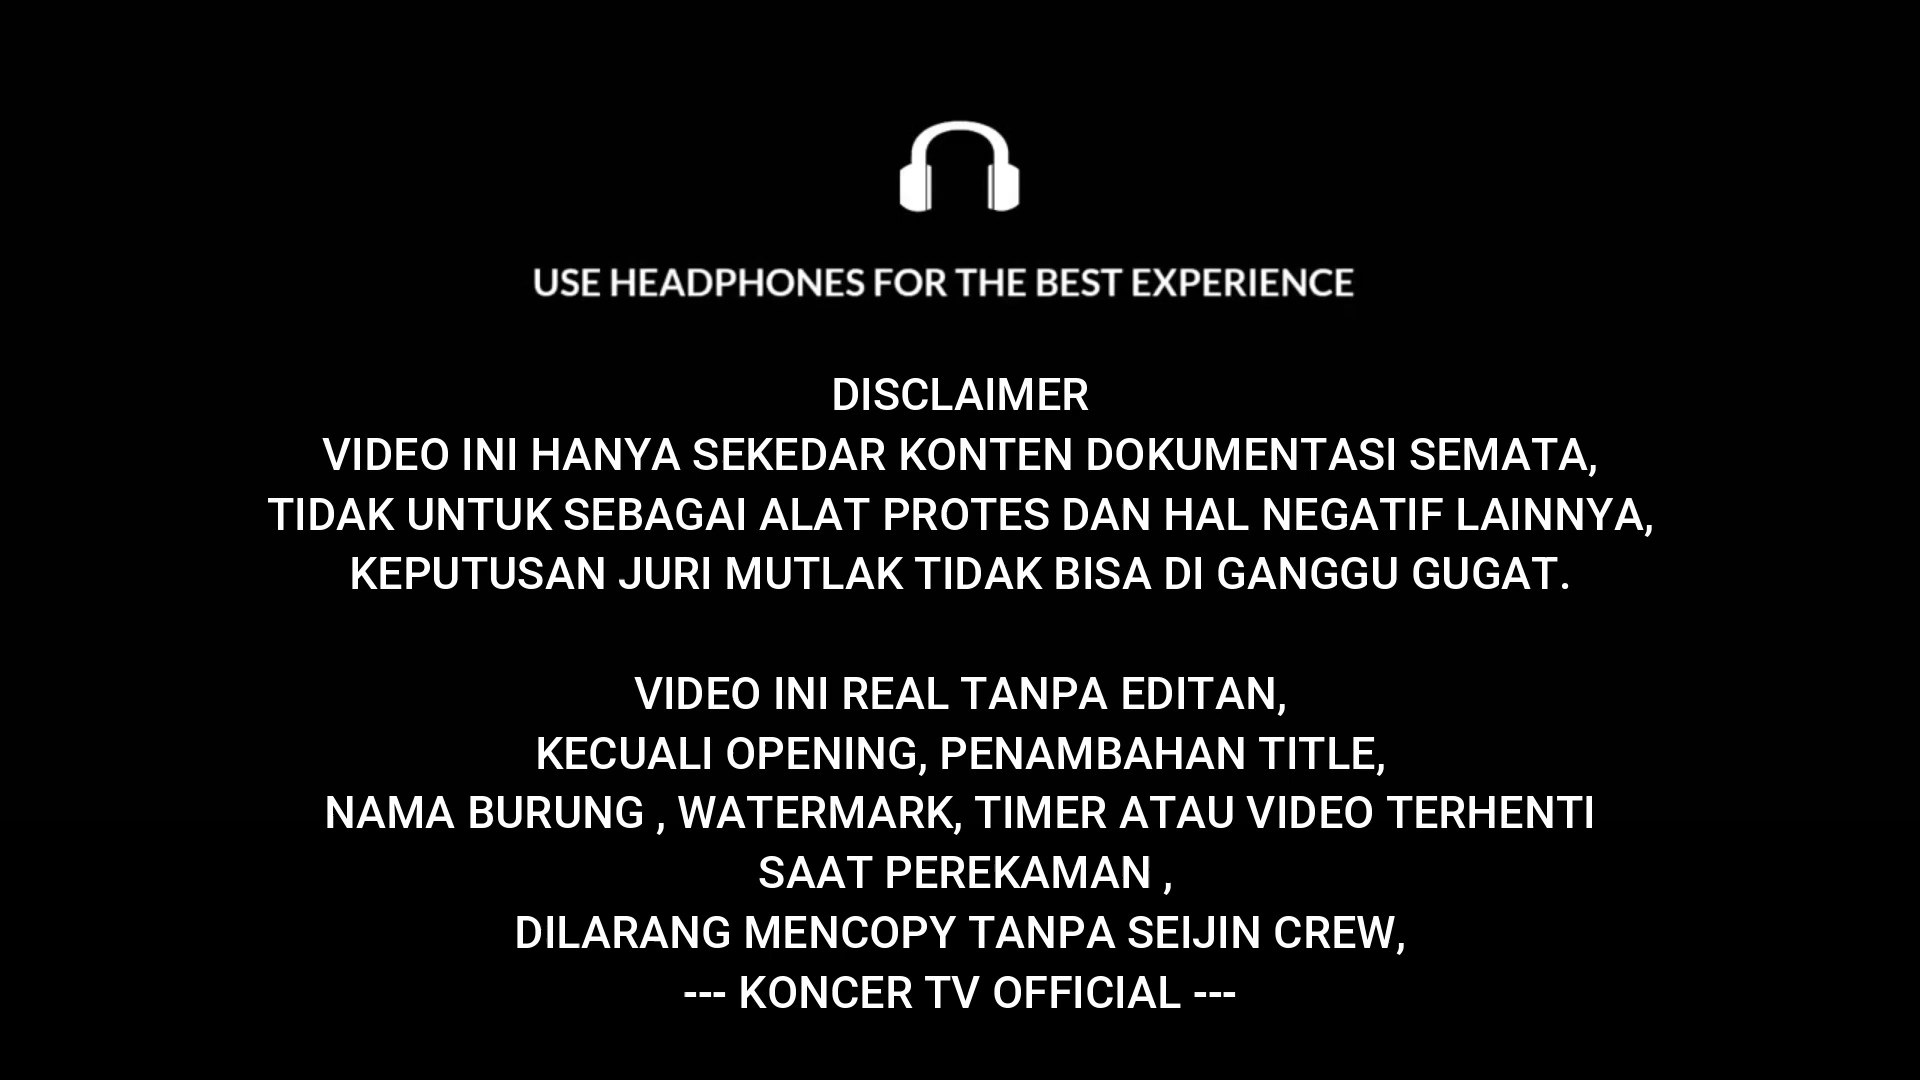 USE HEADPHONES FOR THE BEST EXPERIENCE
DISCLAIMER
VIDEO INI HANYA SEKEDAR KONTEN DOKUMENTASI SEMATA,
TIDAK UNTUK SEBAGAI ALAT PROTES DAN HAL NEGATIF LAINNYA,
KEPUTUSAN JURI MUTLAK TIDAK BISA DI GANGGU GUGAT.
VIDEO INI REAL TANPA EDITAN,
KECUALI OPENING, PENAMBAHAN TITLE,
NAMA BURUNG , WATERMARK, TIMER ATAU VIDEO TERHENTI
SAAT PEREKAMAN ,
DILARANG MENCOPY TANPA SEIJIN CREW,
--- KONCER TV OFFICIAL ---